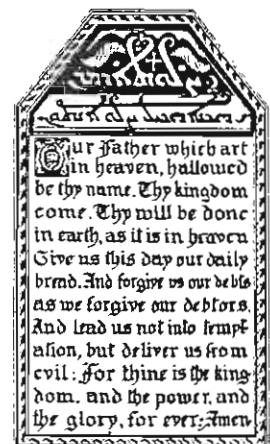 Our Father which art
in heaven, hallowed
be thy name. Thy kingdom
come. Thy will be done
in earth, as it is in heaven
Give us this day our daily
bread. And forgive us our debts
as we forgive our debtors.
And lead us not into tempt
ation, but deliver us from
evil: For thine is the king
dom, and the power, and
the glory, for ever: Amen